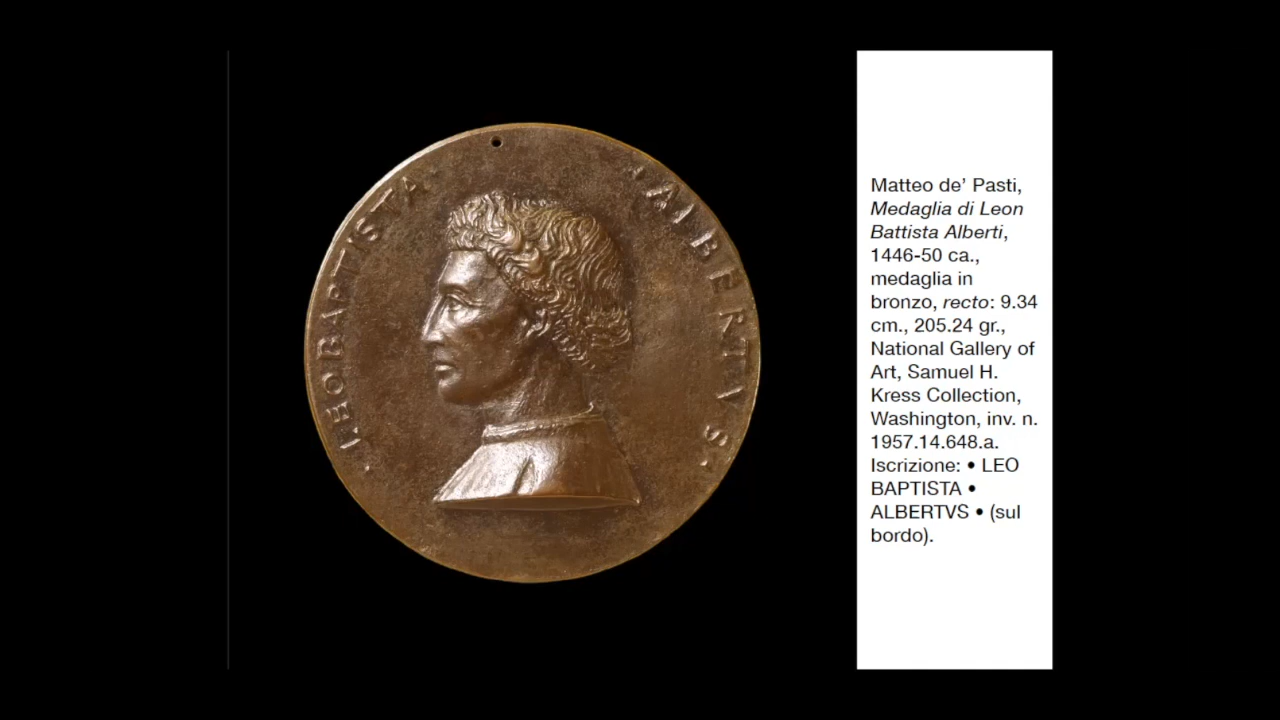 • LEO BAPTISTA •
• ALBERTVS •
Matteo de’ Pasti,
Medaglia di Leon
Battista Alberti,
1446-50 ca.,
medaglia in
bronzo, recto: 9.34
cm., 205.24 gr.,
National Gallery of
Art, Samuel H.
Kress Collection,
Washington, inv. n.
1957.14.648.a.
Iscrizione: • LEO
BAPTISTA •
ALBERTVS • (sul
bordo).